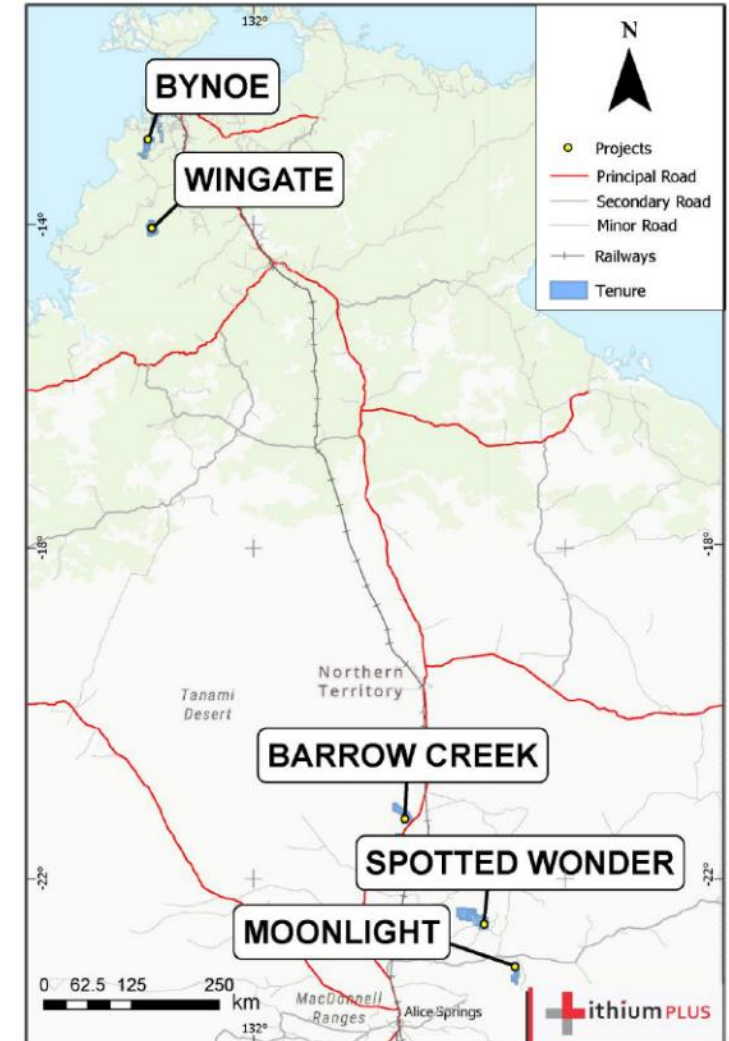 132°
N
BYNOE
Projects
WINGATE
Principal Road
Secondary Road
-14°
Minor Road
Railways
Tenure
-18°
-18°
Northern
Territory
Tanami
Desert
BARROW CREEK
SPOTTED WONDER
-22°
-22°
MOONLIGHT
0 62.5 125 250
km
MacDonnell
Ranges
Alice Springs
132°
Lithium PLUS